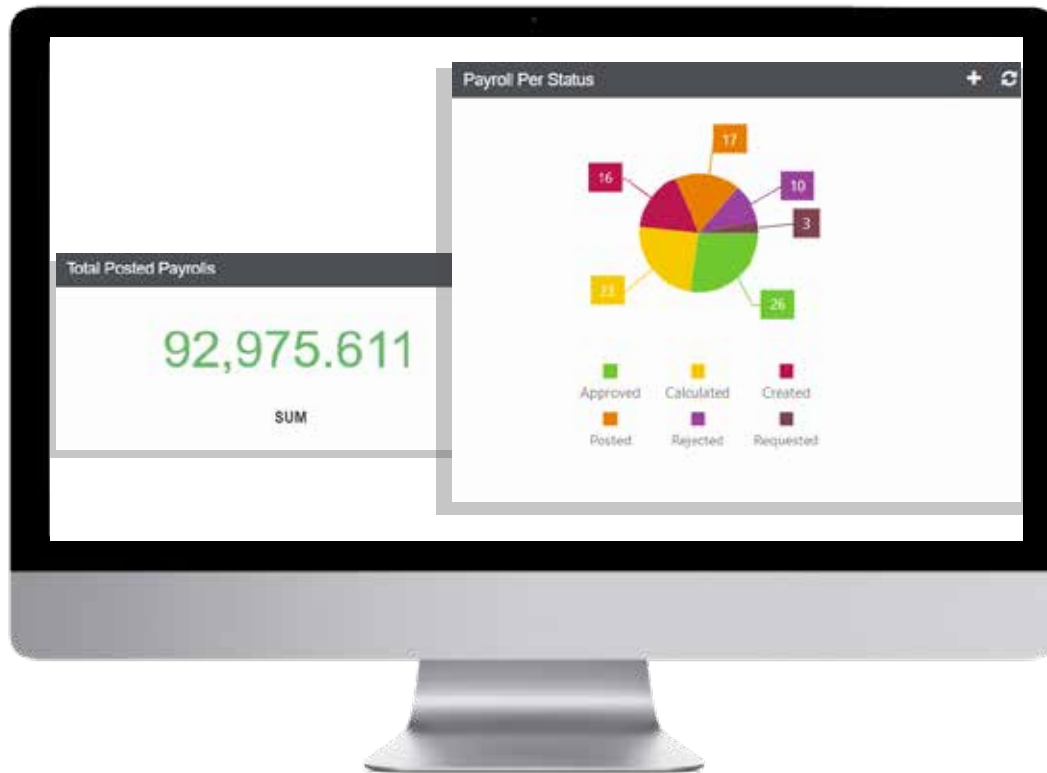 Payroll Per Status
17
16
10
3
23
26
Approved Calculated Created
Posted Rejected Requested
Total Posted Payrolls
92,975.611
SUM